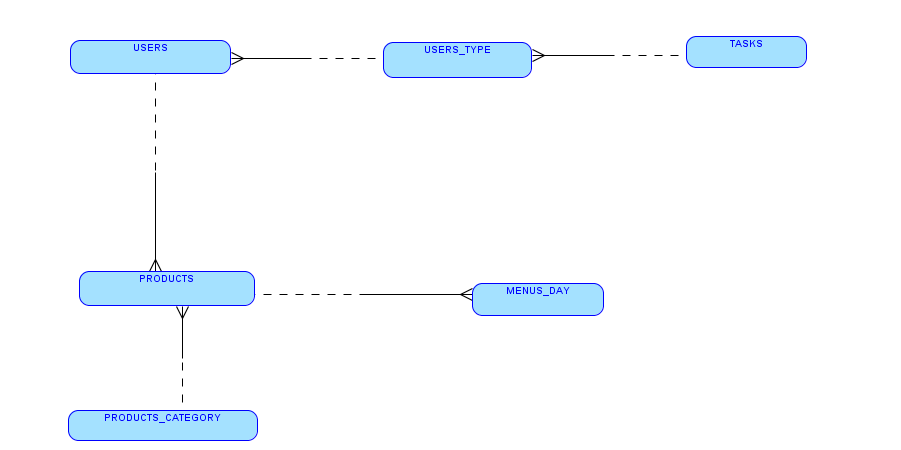 USERS
USERS_TYPE
TASKS
PRODUCTS
MENUS_DAY
PRODUCTS_CATEGORY